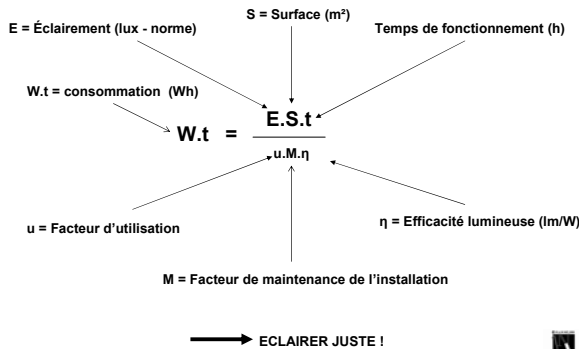 S = Surface (m²)
E = Éclairement (lux - norme)
Temps de fonctionnement (h)
W.t = consommation (Wh)
W.t = E.S.t
u.M.η
u = Facteur d'utilisation
η = Efficacité lumineuse (lm/W)
M = Facteur de maintenance de l'installation
ECLAIRER JUSTE !